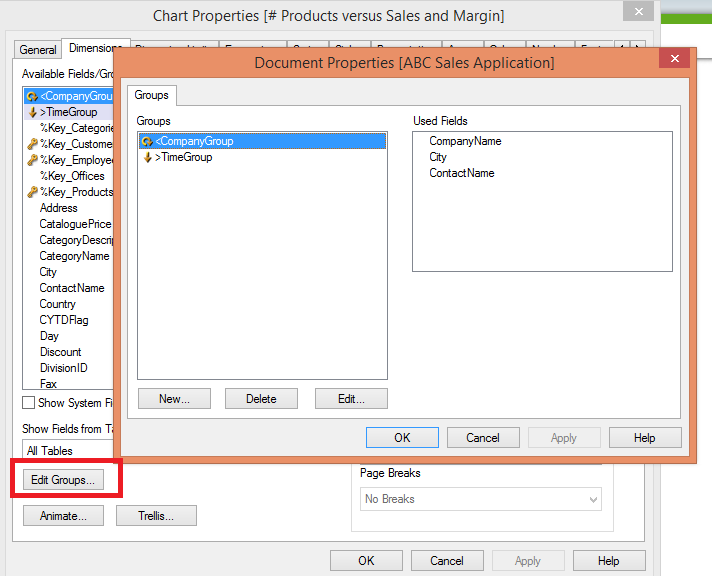 Chart Properties [# Products versus Sales and Margin]
General
Dimensions
Document Properties [ABC Sales Application]
Available Fields/Gro
<CompanyGrou
>TimeGroup
%Key_Categorie
%Key_Customer
%Key_Employee
%Key_Offices
%Key_Products
Address
CataloguePrice
CategoryDescrip
CategoryName
City
ContactName
Country
CYTDFlag
Day
Discount
DivisionID
Fax
Show System Fi
Show Fields from Ta
All Tables
Edit Groups...
Animate...
Trellis...
Groups
Groups
<CompanyGroup
>TimeGroup
Used Fields
CompanyName
City
ContactName
New...
Delete
Edit...
OK
Cancel
Apply
Help
Page Breaks
No Breaks
OK
Cancel
Apply
Help